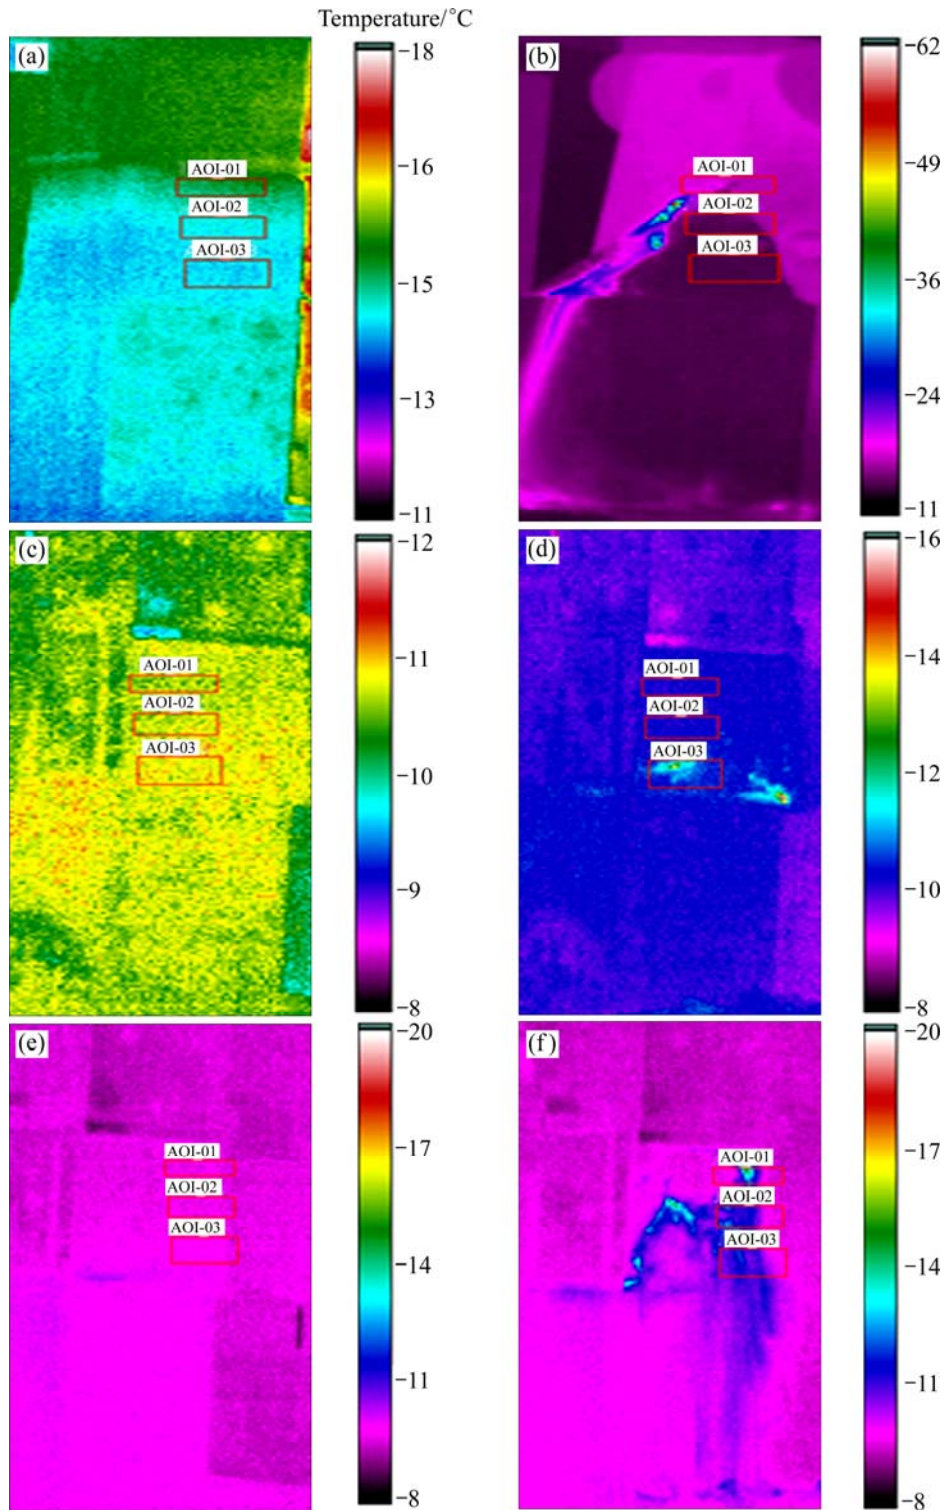 Temperature/°C
(a)
AOI-01
AOI-02
AOI-03
-18
-16
-15
-13
-11
(b)
AOI-01
AOI-02
AOI-03
-62
-49
-36
-24
-11
(c)
AOI-01
AOI-02
AOI-03
-12
-11
-10
-9
-8
(d)
AOI-01
AOI-02
AOI-03
-16
-14
-12
-10
-8
(e)
AOI-01
AOI-02
AOI-03
-20
-17
-14
-11
-8
(f)
AOI-01
AOI-02
AOI-03
-20
-17
-14
-11
-8